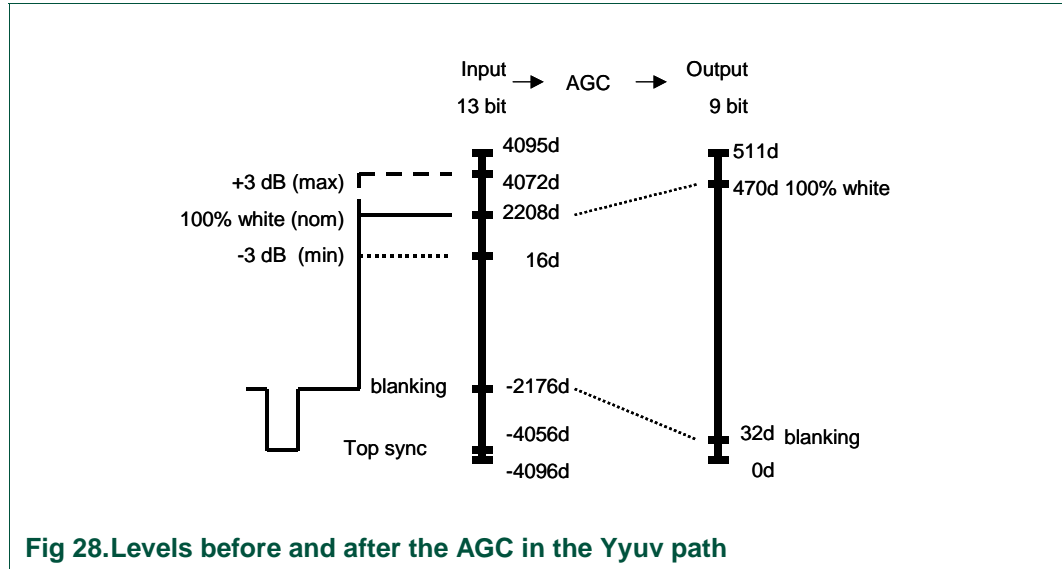 Input
AGC
Output
13 bit
9 bit
4095d
511d
+3 dB (max)
4072d
470d 100% white
100% white (nom)
2208d
-3 dB (min)
16d
blanking
-2176d
32d blanking
Top sync
-4056d
0d
-4096d
Fig 28.Levels before and after the AGC in the Yyuv path